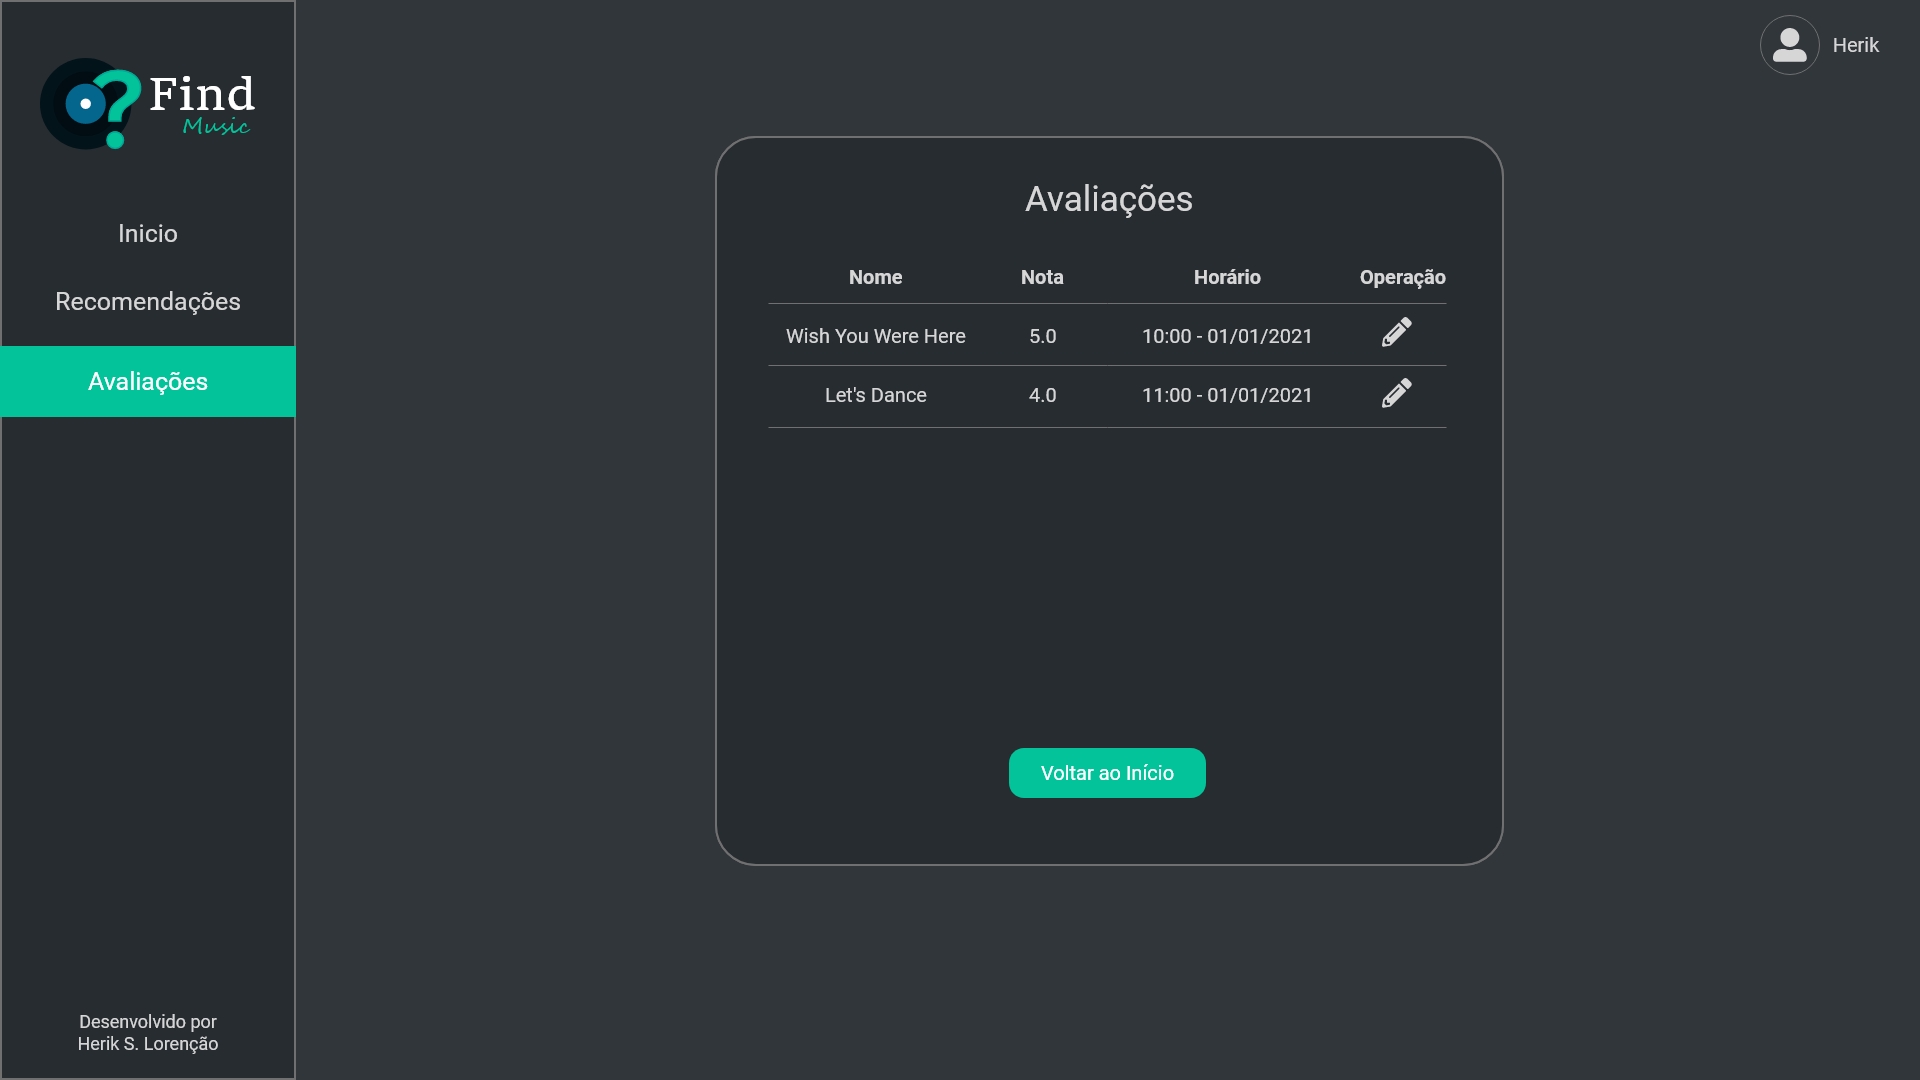 Find
Music
Herik
Inicio
Recomendações
Avaliações
Desenvolvido por
Herik S. Lorenção
Avaliações
Nome Nota Horário Operação
Wish You Were Here 5.0 10:00 - 01/01/2021
Let's Dance 4.0 11:00 - 01/01/2021
Voltar ao Início